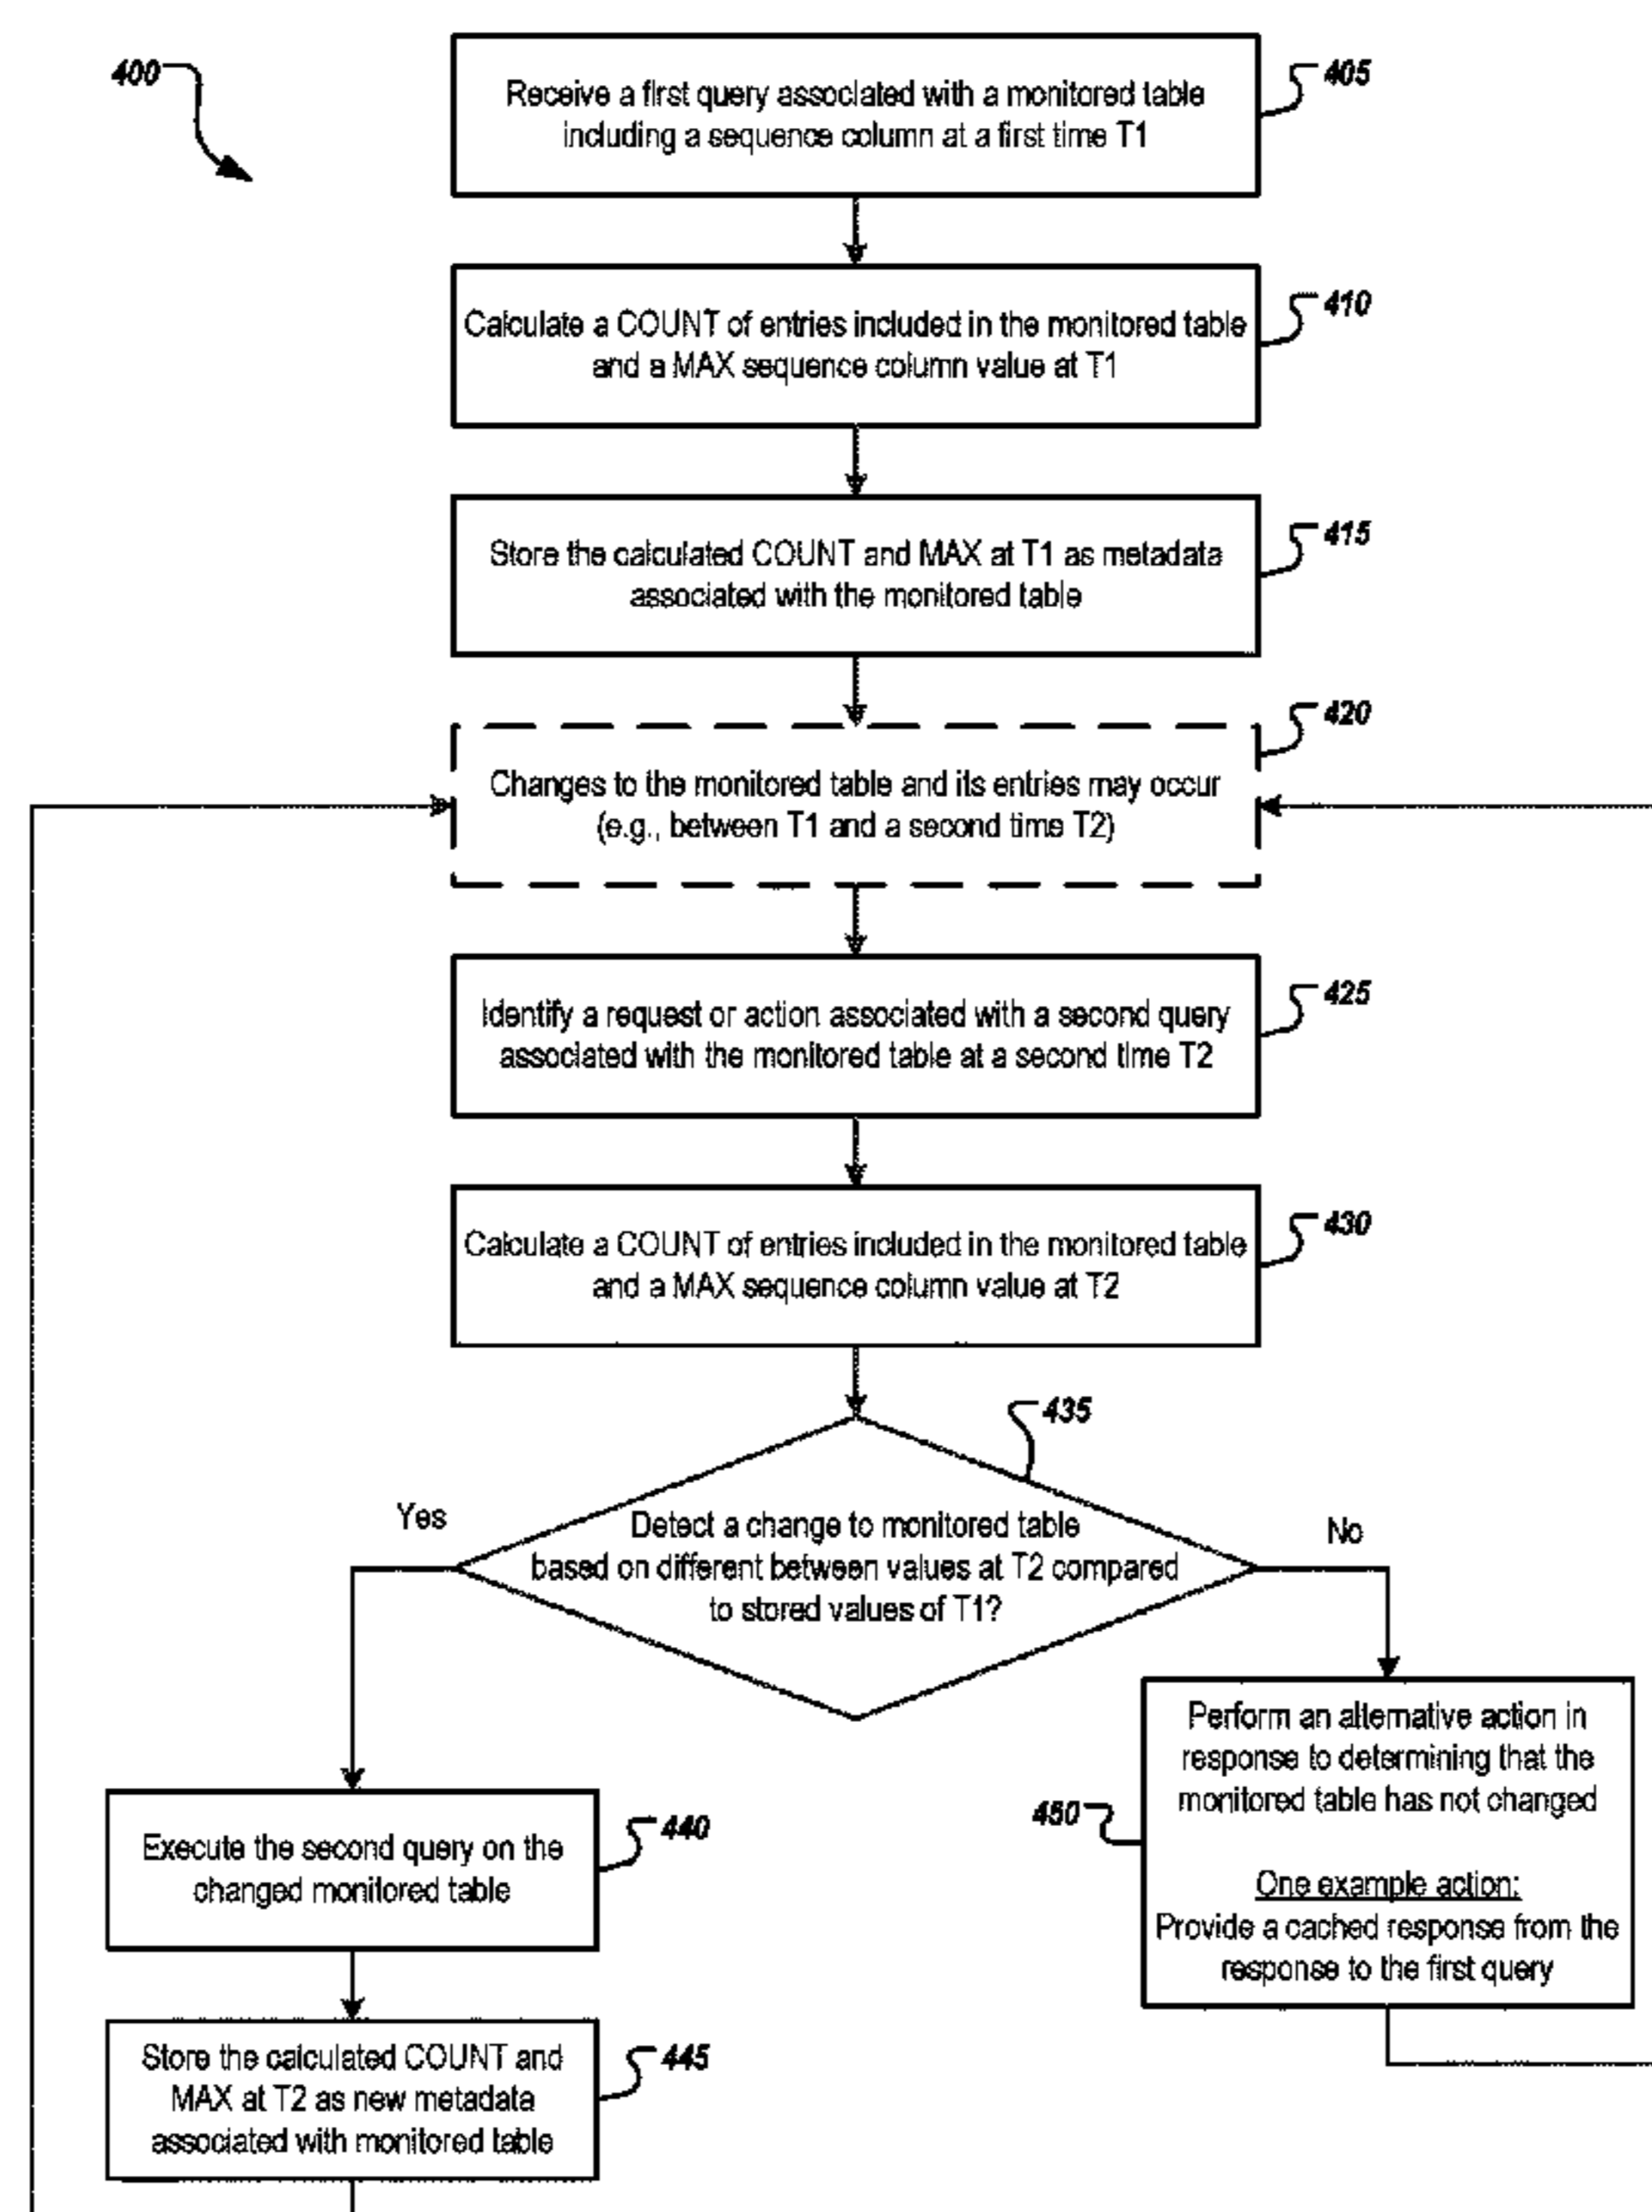 400
Receive a first query associated with a monitored table
including a sequence column at a first time T1
405
Calculate a COUNT of entries included in the monitored table
and a MAX sequence column value at T1
410
Store the calculated COUNT and MAX at T1 as metadata
associated with the monitored table
415
Changes to the monitored table and its entries may occur
(e.g., between T1 and a second time T2)
420
Identify a request or action associated with a second query
associated with the monitored table at a second time T2
425
Calculate a COUNT of entries included in the monitored table
and a MAX sequence column value at T2
430
435
Yes
Detect a change to monitored table
based on different between values at T2 compared
to stored values of T1?
No
Execute the second query on the
changed monitored table
440
Store the calculated COUNT and
MAX at T2 as new metadata
associated with monitored table
445
450
Perform an alternative action in
response to determining that the
monitored table has not changed
One example action:
Provide a cached response from the
response to the first query